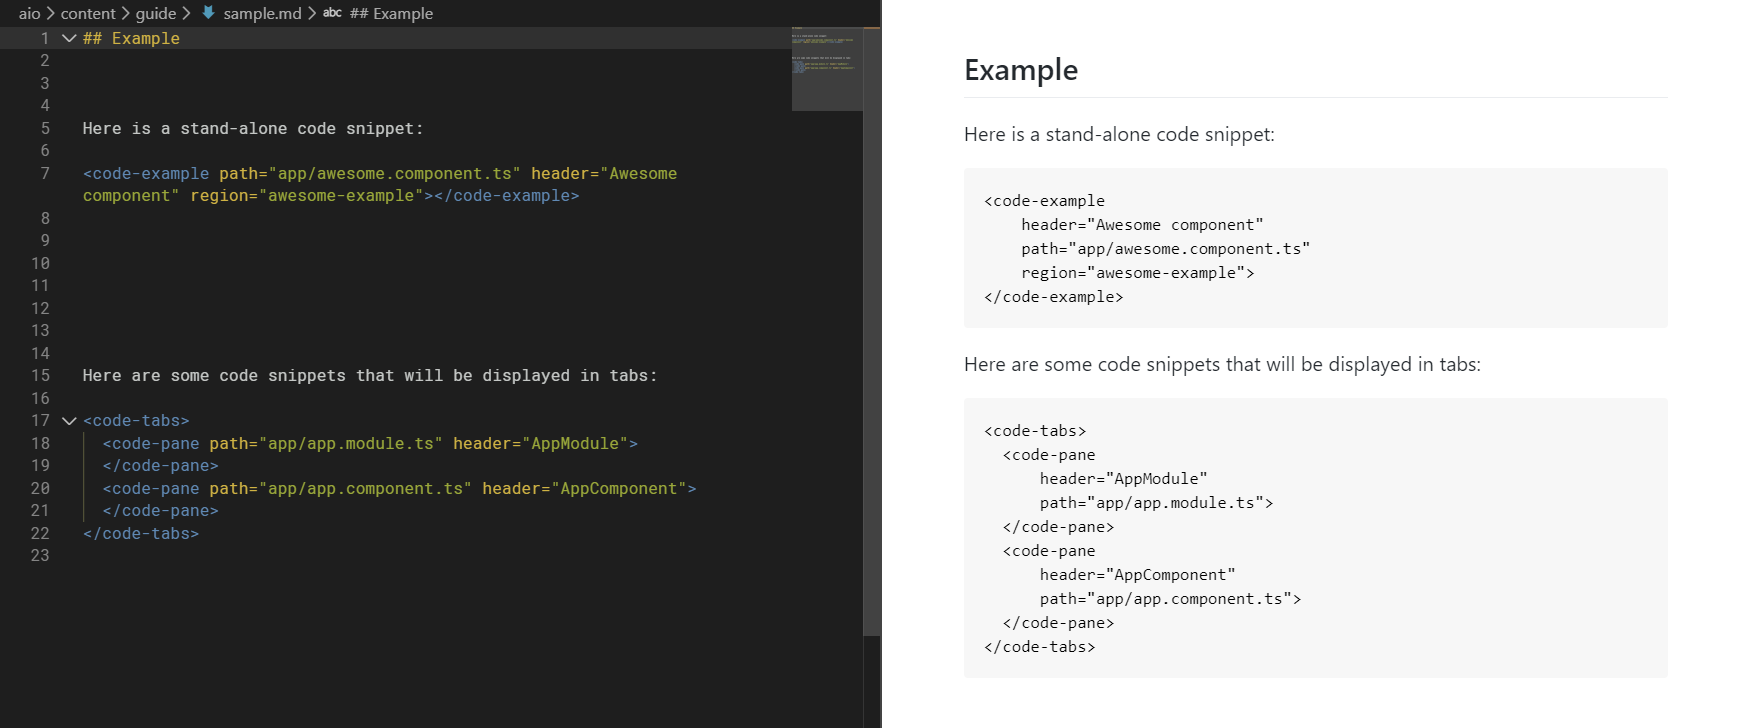 aio > content > guide > sample.md > abc ## Example
1 ## Example
2
3
4
5 Here is a stand-alone code snippet:
6
7 <code-example path="app/awesome.component.ts" header="Awesome
component" region="awesome-example"></code-example>
8
9
10
11
12
13
14
15 Here are some code snippets that will be displayed in tabs:
16
17 <code-tabs>
18 <code-pane path="app/app.module.ts" header="AppModule">
19 </code-pane>
20 <code-pane path="app/app.component.ts" header="AppComponent">
21 </code-pane>
22 </code-tabs>
23
Example
Here is a stand-alone code snippet:
<code-example
header="Awesome component"
path="app/awesome.component.ts"
region="awesome-example">
</code-example>
Here are some code snippets that will be displayed in tabs:
<code-tabs>
<code-pane
header="AppModule"
path="app/app.module.ts">
</code-pane>
<code-pane
header="AppComponent"
path="app/app.component.ts">
</code-pane>
</code-tabs>